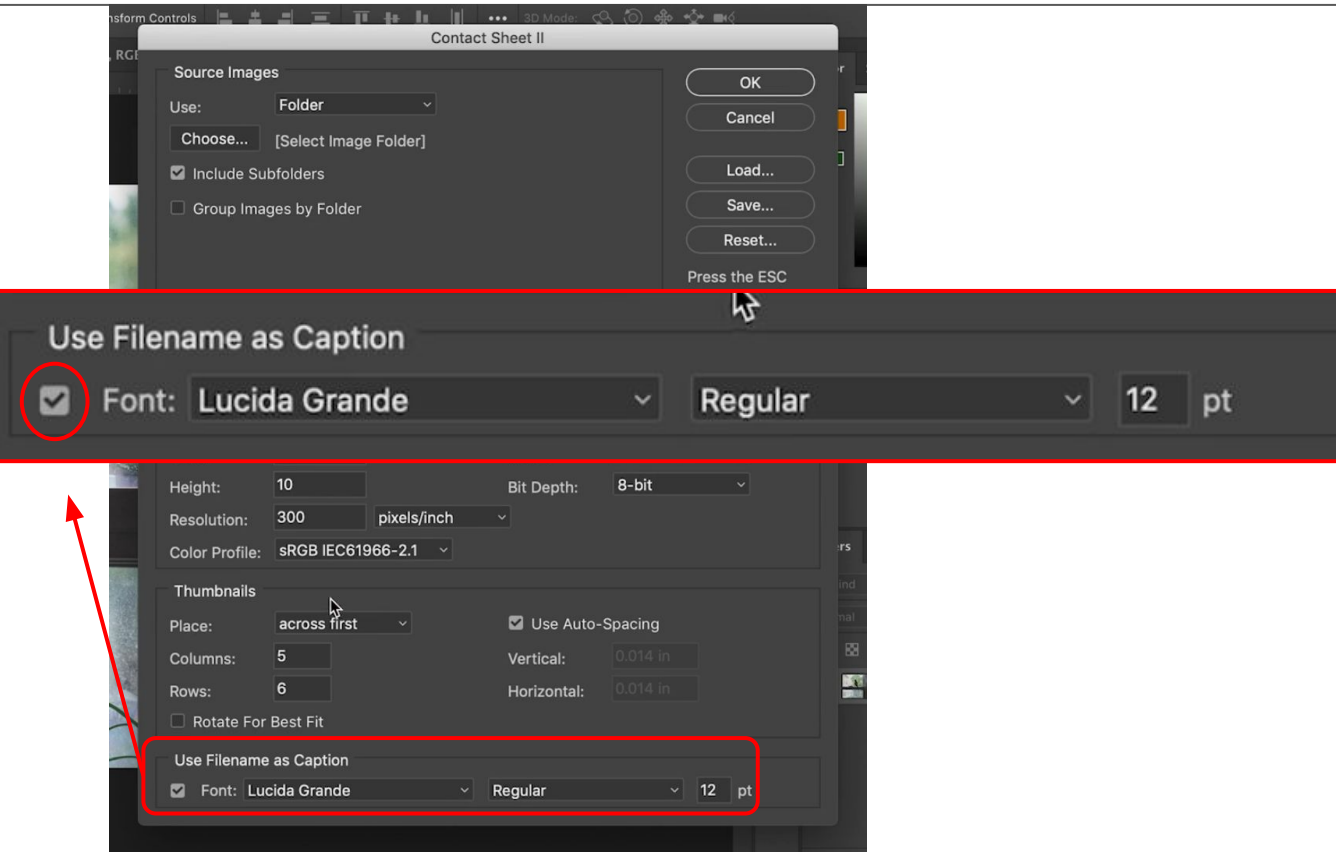 nsform Controls
3D Mode:
Contact Sheet II
, RGB
Source Images
Use: Folder
Choose... [Select Image Folder]
Include Subfolders
Group Images by Folder
OK
Cancel
Load...
Save...
Reset...
Press the ESC
Use Filename as Caption
Font: Lucida Grande Regular 12 pt
Height: 10 Bit Depth: 8-bit
Resolution: 300 pixels/inch
Color Profile: sRGB IEC61966-2.1
ers
ind
mal
Thumbnails
Place: across first Use Auto-Spacing
Columns: 5 Vertical: 0.014 in
Rows: 6 Horizontal: 0.014 in
Rotate For Best Fit
Use Filename as Caption
Font: Lucida Grande Regular 12 pt